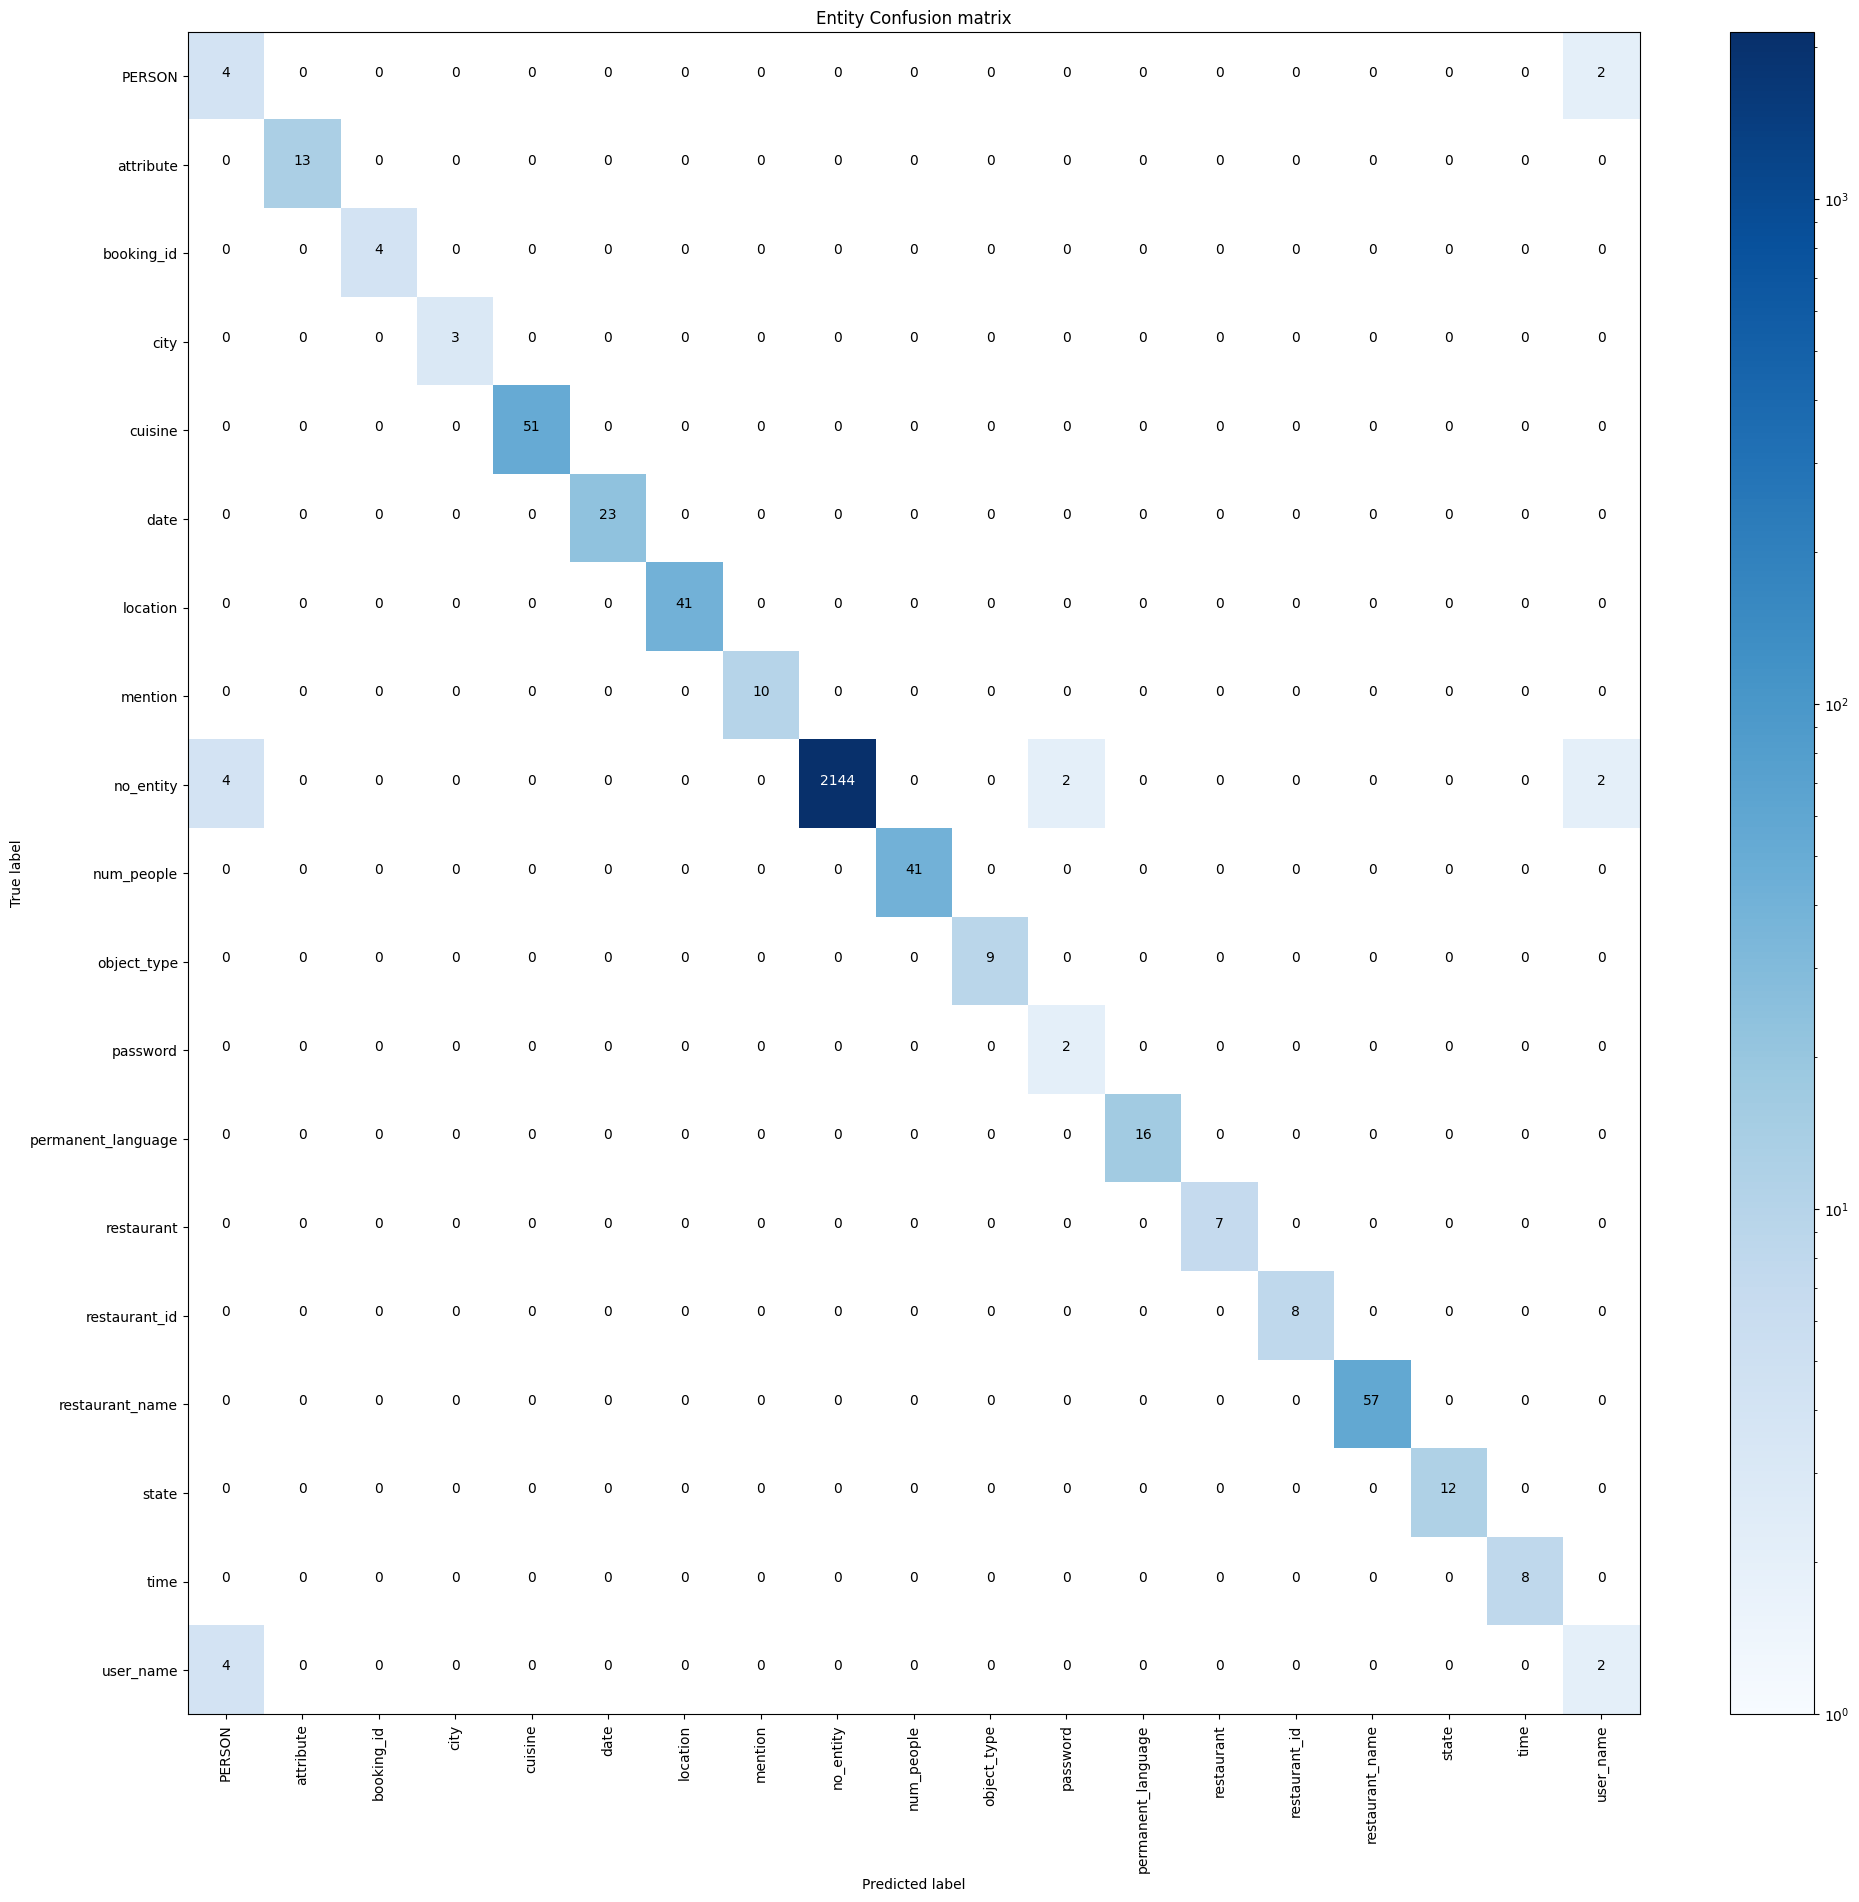 Entity Confusion matrix
PERSON 4 0 0 0 0 0 0 0 0 0 0 0 0 0 0 0 0 0 2
attribute 0 13 0 0 0 0 0 0 0 0 0 0 0 0 0 0 0 0 0
booking_id 0 0 4 0 0 0 0 0 0 0 0 0 0 0 0 0 0 0 0
city 0 0 0 3 0 0 0 0 0 0 0 0 0 0 0 0 0 0 0
cuisine 0 0 0 0 51 0 0 0 0 0 0 0 0 0 0 0 0 0 0
date 0 0 0 0 0 23 0 0 0 0 0 0 0 0 0 0 0 0 0
location 0 0 0 0 0 0 41 0 0 0 0 0 0 0 0 0 0 0 0
mention 0 0 0 0 0 0 0 10 0 0 0 0 0 0 0 0 0 0 0
no_entity 4 0 0 0 0 0 0 0 2144 0 0 2 0 0 0 0 0 0 2
num_people 0 0 0 0 0 0 0 0 0 41 0 0 0 0 0 0 0 0 0
object_type 0 0 0 0 0 0 0 0 0 0 9 0 0 0 0 0 0 0 0
password 0 0 0 0 0 0 0 0 0 0 0 2 0 0 0 0 0 0 0
permanent_language 0 0 0 0 0 0 0 0 0 0 0 0 16 0 0 0 0 0 0
restaurant 0 0 0 0 0 0 0 0 0 0 0 0 0 7 0 0 0 0 0
restaurant_id 0 0 0 0 0 0 0 0 0 0 0 0 0 0 8 0 0 0 0
restaurant_name 0 0 0 0 0 0 0 0 0 0 0 0 0 0 0 57 0 0 0
state 0 0 0 0 0 0 0 0 0 0 0 0 0 0 0 0 12 0 0
time 0 0 0 0 0 0 0 0 0 0 0 0 0 0 0 0 0 8 0
user_name 4 0 0 0 0 0 0 0 0 0 0 0 0 0 0 0 0 0 2
True label
PERSON
attribute
booking_id
city
cuisine
date
location
mention
no_entity
num_people
object_type
password
permanent_language
restaurant
restaurant_id
restaurant_name
state
time
user_name
Predicted label
10³
10²
10¹
10⁰